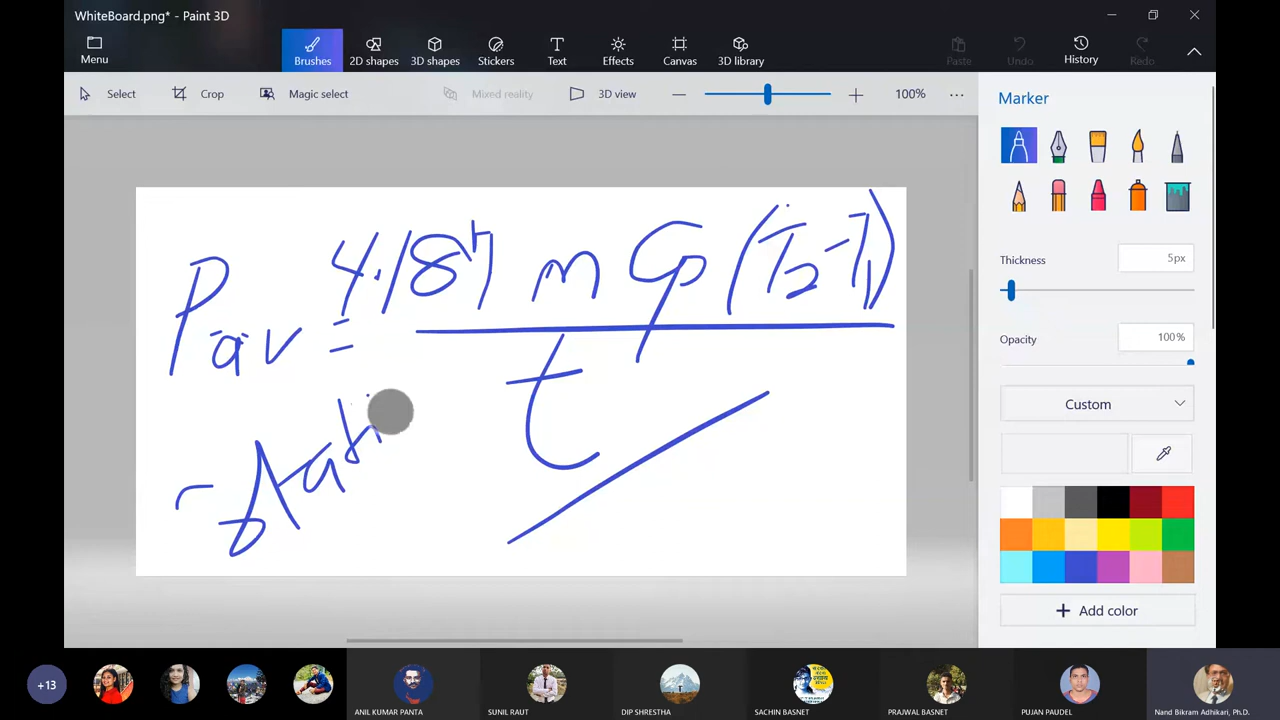 WhiteBoard.png* - Paint 3D
Menu
Brushes
2D shapes
3D shapes
Stickers
Text
Effects
Canvas
3D library
Paste
Undo
History
Redo
Select
Crop
Magic select
Mixed reality
3D view
100%
Marker
Thickness
5px
Opacity
100%
Custom
Add color
Pav = 4.187 m Cp (T2-T1)
t
+13
ANIL KUMAR PANTA
SUNIL RAUT
DIP SHRESTHA
SACHIN BASNET
PRAJWAL BASNET
PUJAN PAUDEL
Nand Bikram Adhikari, Ph.D.